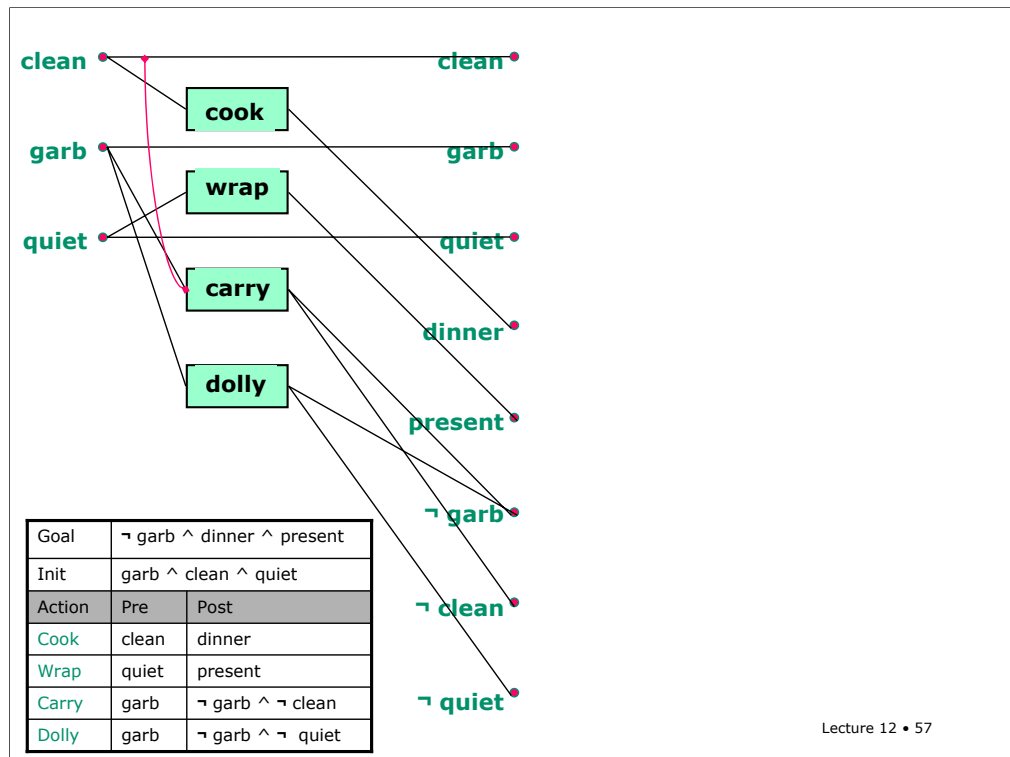 clean clean
cook
garb garb
wrap
quiet quiet
carry
dinner
dolly
present
¬ garb
Goal ¬ garb ^ dinner ^ present
Init garb ^ clean ^ quiet
Action Pre Post
¬ clean
Cook clean dinner
Wrap quiet present
Carry garb ¬ garb ^ ¬ clean
¬ quiet
Dolly garb ¬ garb ^ ¬ quiet
Lecture 12 • 57